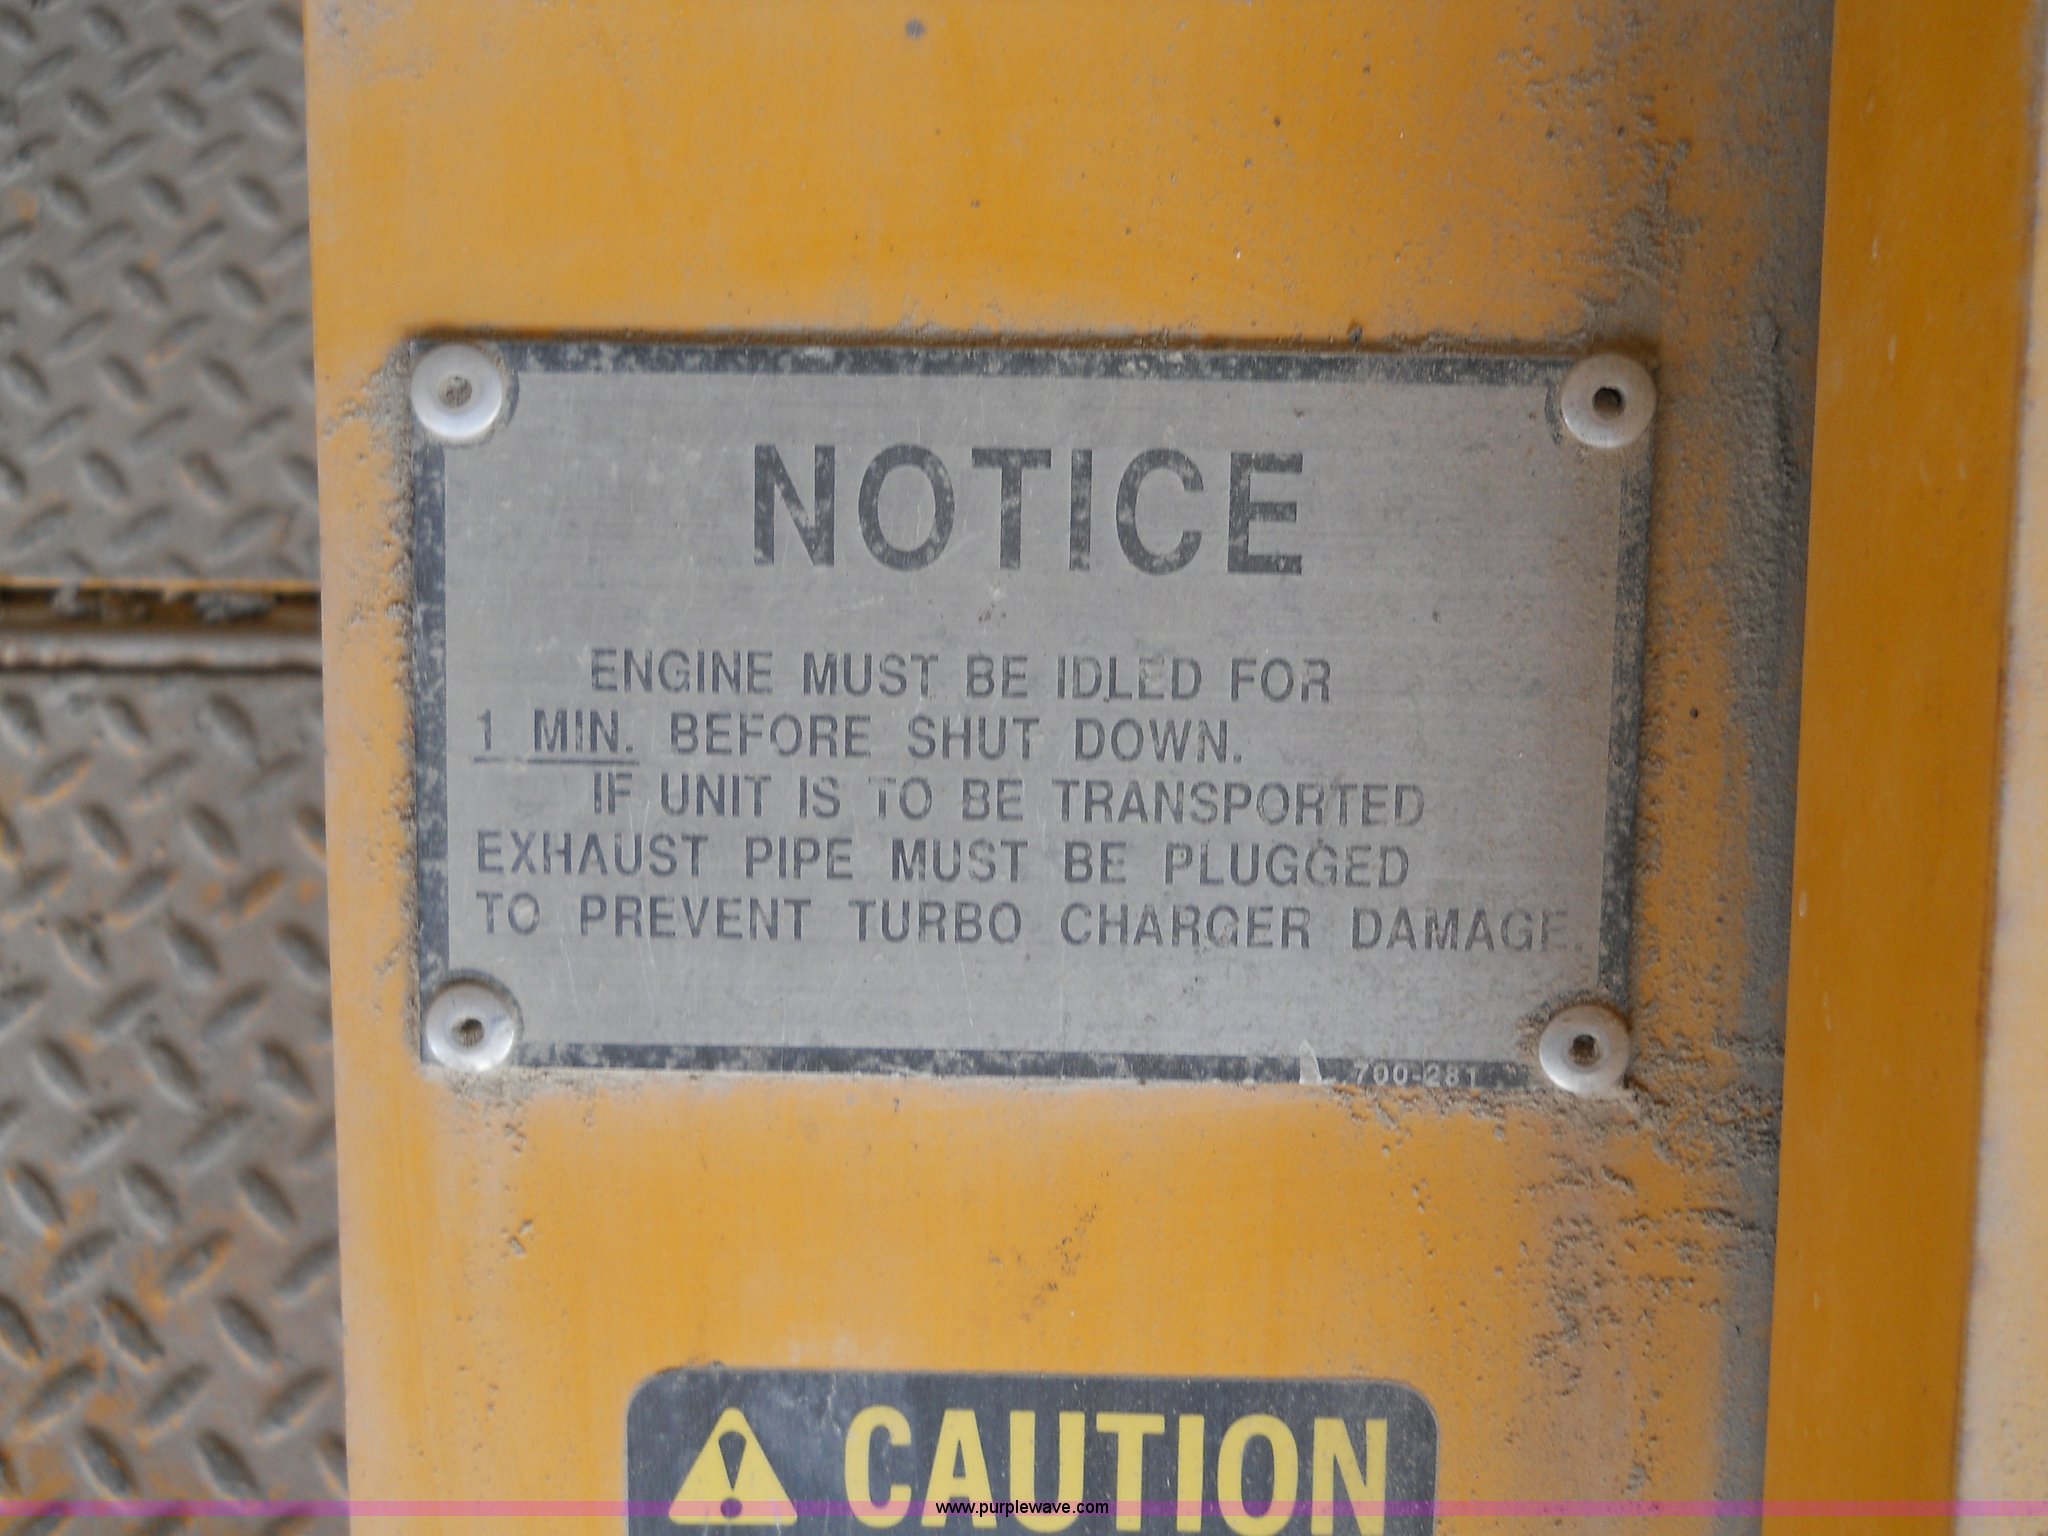 NOTICE
ENGINE MUST BE IDLED FOR
1 MIN. BEFORE SHUT DOWN.
IF UNIT IS TO BE TRANSPORTED
EXHAUST PIPE MUST BE PLUGGED
TO PREVENT TURBO CHARGER DAMAGE.
700-281
CAUTION
www.purplewave.com